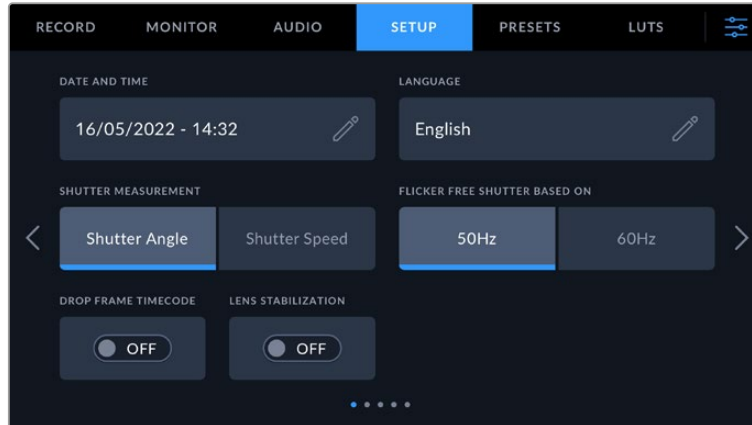 RECORD MONITOR AUDIO SETUP PRESETS LUTS
DATE AND TIME LANGUAGE
16/05/2022 - 14:32 English
SHUTTER MEASUREMENT FLICKER FREE SHUTTER BASED ON
Shutter Angle Shutter Speed 50Hz 60Hz
DROP FRAME TIMECODE LENS STABILIZATION
OFF OFF